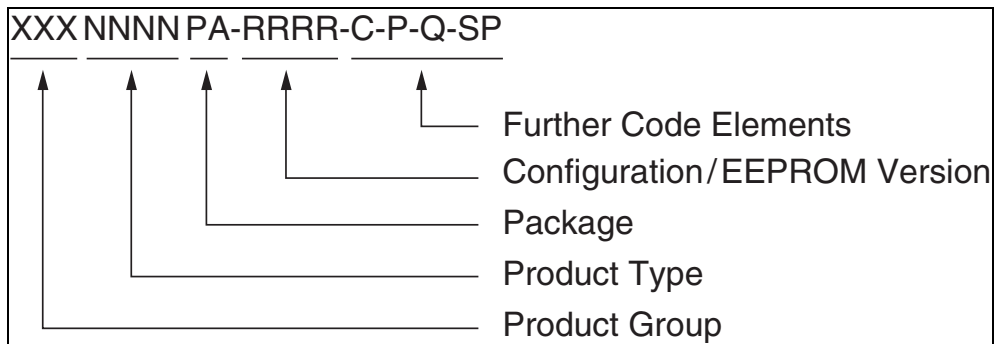 XXX NNNN PA-RRRR-C-P-Q-SP
Further Code Elements
Configuration/EEPROM Version
Package
Product Type
Product Group